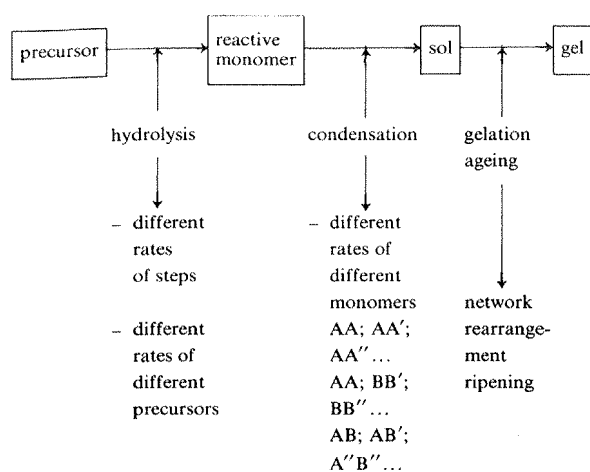 precursor
reactive
monomer
sol
gel
hydrolysis
condensation
gelation
ageing
– different
rates
of steps
– different
rates of
different
precursors
– different
rates of
different
monomers
AA; AA′;
AA″ ...
AA; BB′;
BB″ ...
AB; AB′;
A″B″ ...
network
rearrange-
ment
ripening